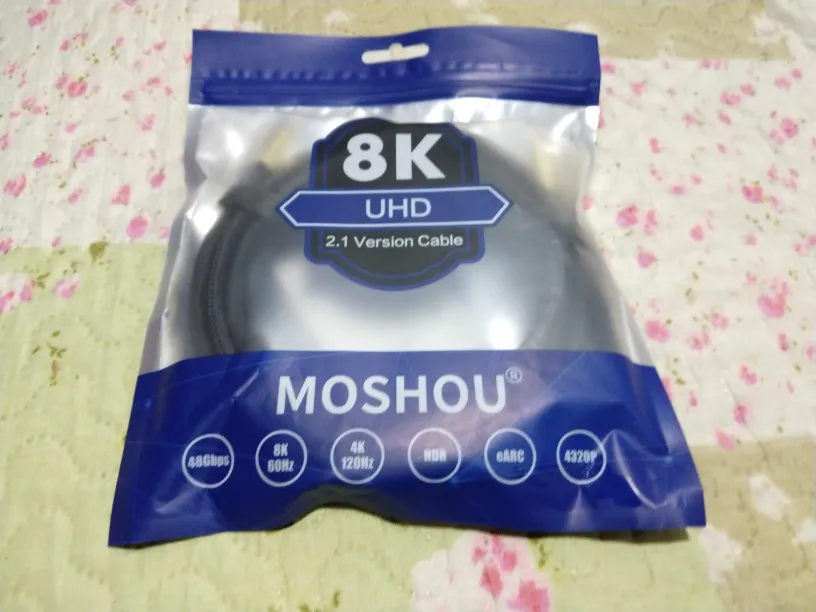 8K
UHD
2.1 Version Cable
MOSHOU®
48Gbps
8K
60Hz
4K
120Hz
HDR
eARC
4320P